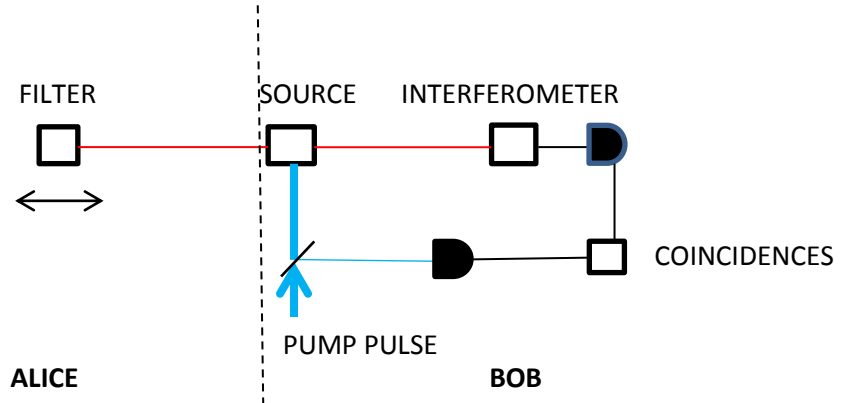 FILTER
SOURCE
INTERFEROMETER
COINCIDENCES
PUMP PULSE
ALICE
BOB